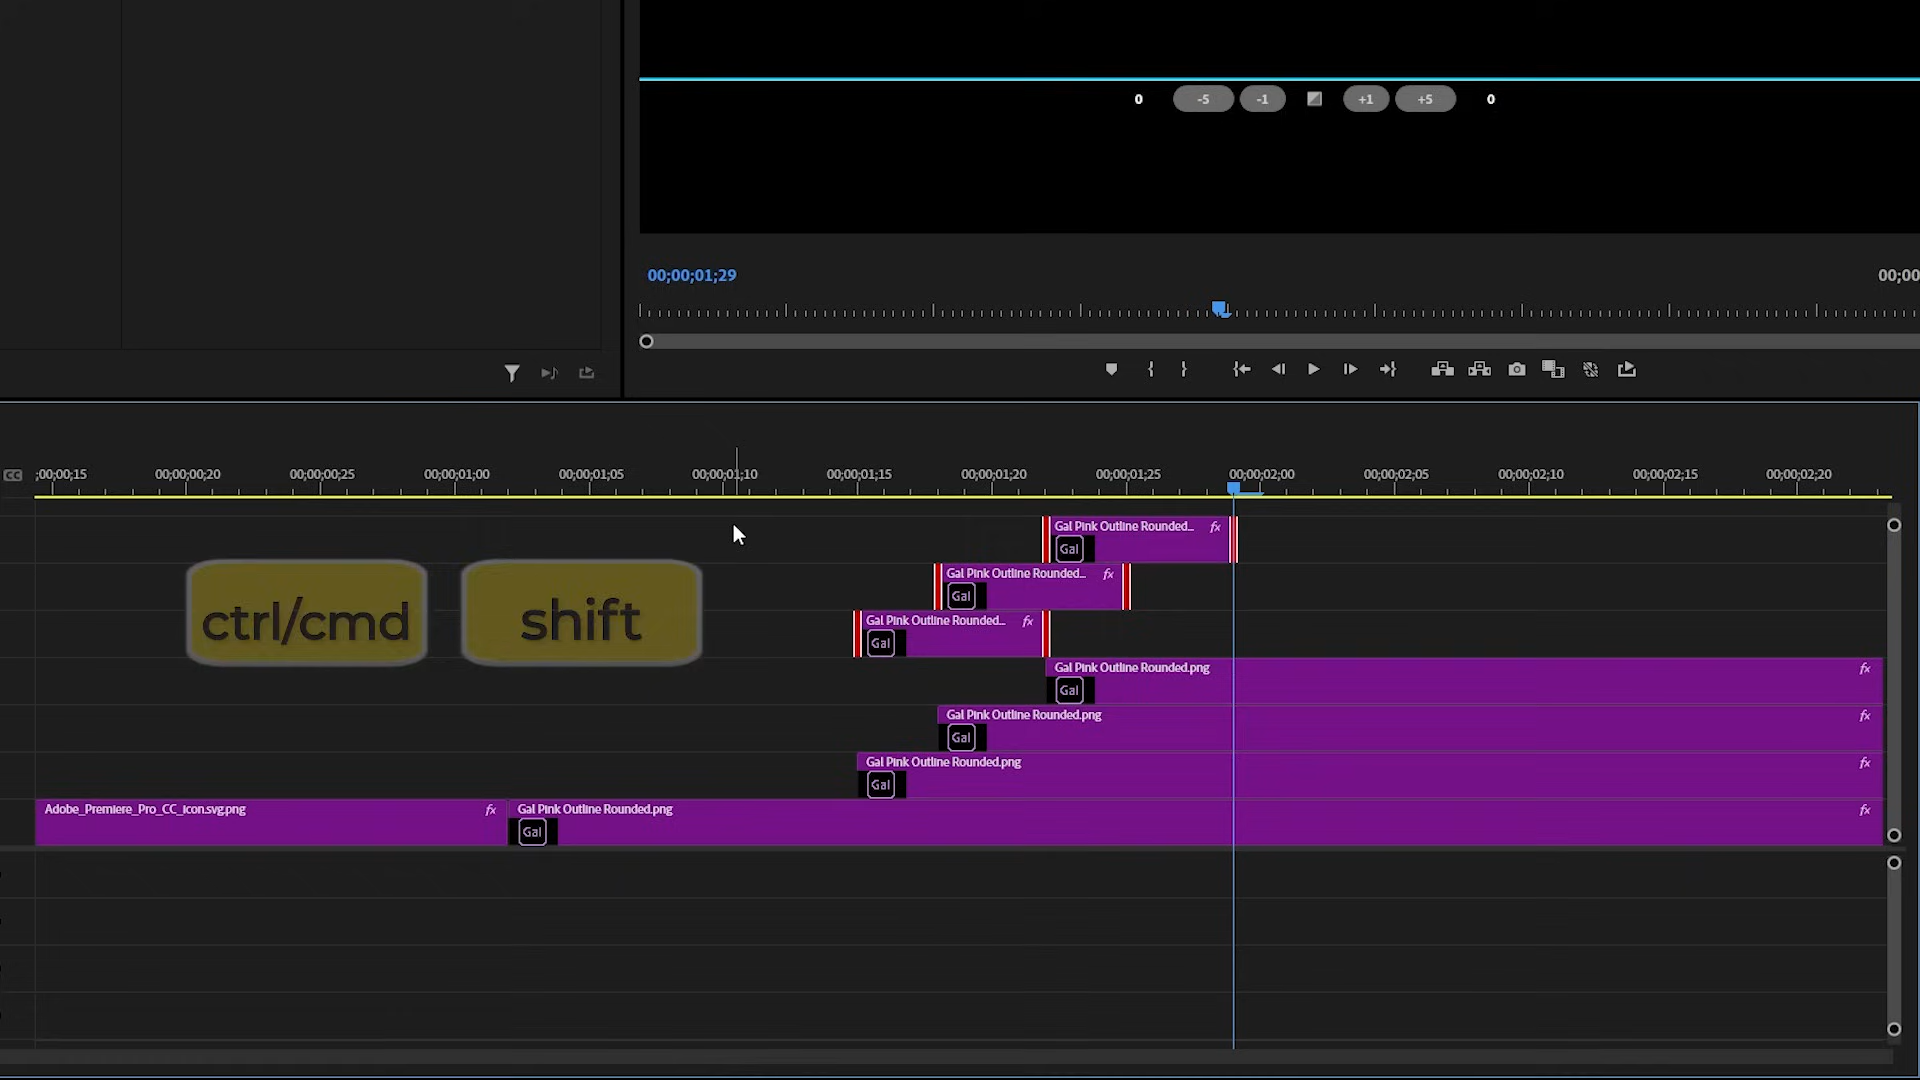 0 -5 -1 +1 +5 0
00;00;01;29
00;00
CC ;00;00;15 00;00;00;20 00;00;00;25 00;00;01;00 00;00;01;05 00;00;01;10 00;00;01;15 00;00;01;20 00;00;01;25 00;00;02;00 00;00;02;05 00;00;02;10 00;00;02;15 00;00;02;20
Gal Pink Outline Rounded... fx
Gal
Gal Pink Outline Rounded... fx
Gal
ctrl/cmd shift
Gal Pink Outline Rounded... fx
Gal
Gal Pink Outline Rounded.png fx
Gal
Gal Pink Outline Rounded.png fx
Gal
Gal Pink Outline Rounded.png fx
Gal
Adobe_Premiere_Pro_CC_icon.svg.png fx Gal Pink Outline Rounded.png fx
Gal